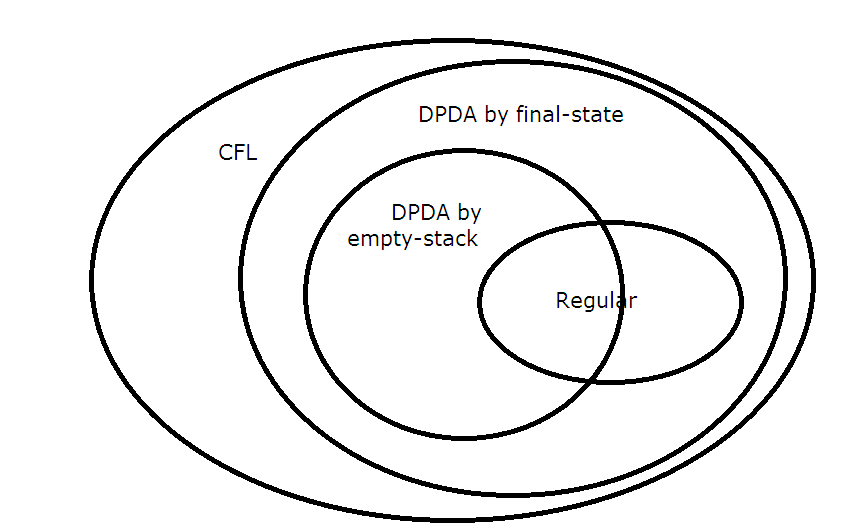 DPDA by final-state
CFL
DPDA by
empty-stack
Regular